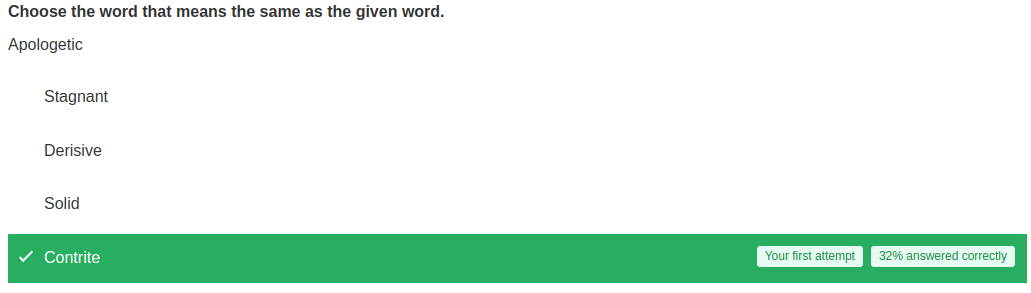 Choose the word that means the same as the given word.
Apologetic
Stagnant
Derisive
Solid
Contrite Your first attempt 32% answered correctly